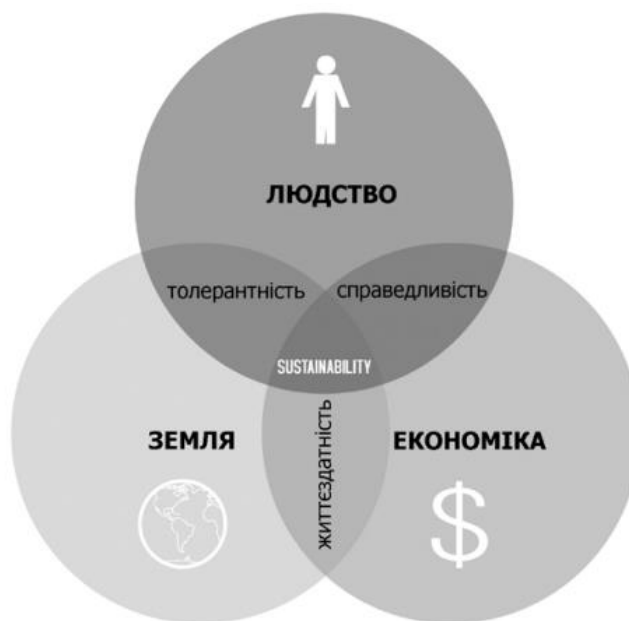 ЛЮДСТВО
толерантність
справедливість
SUSTAINABILITY
ЗЕМЛЯ
життєздатність
ЕКОНОМІКА
$